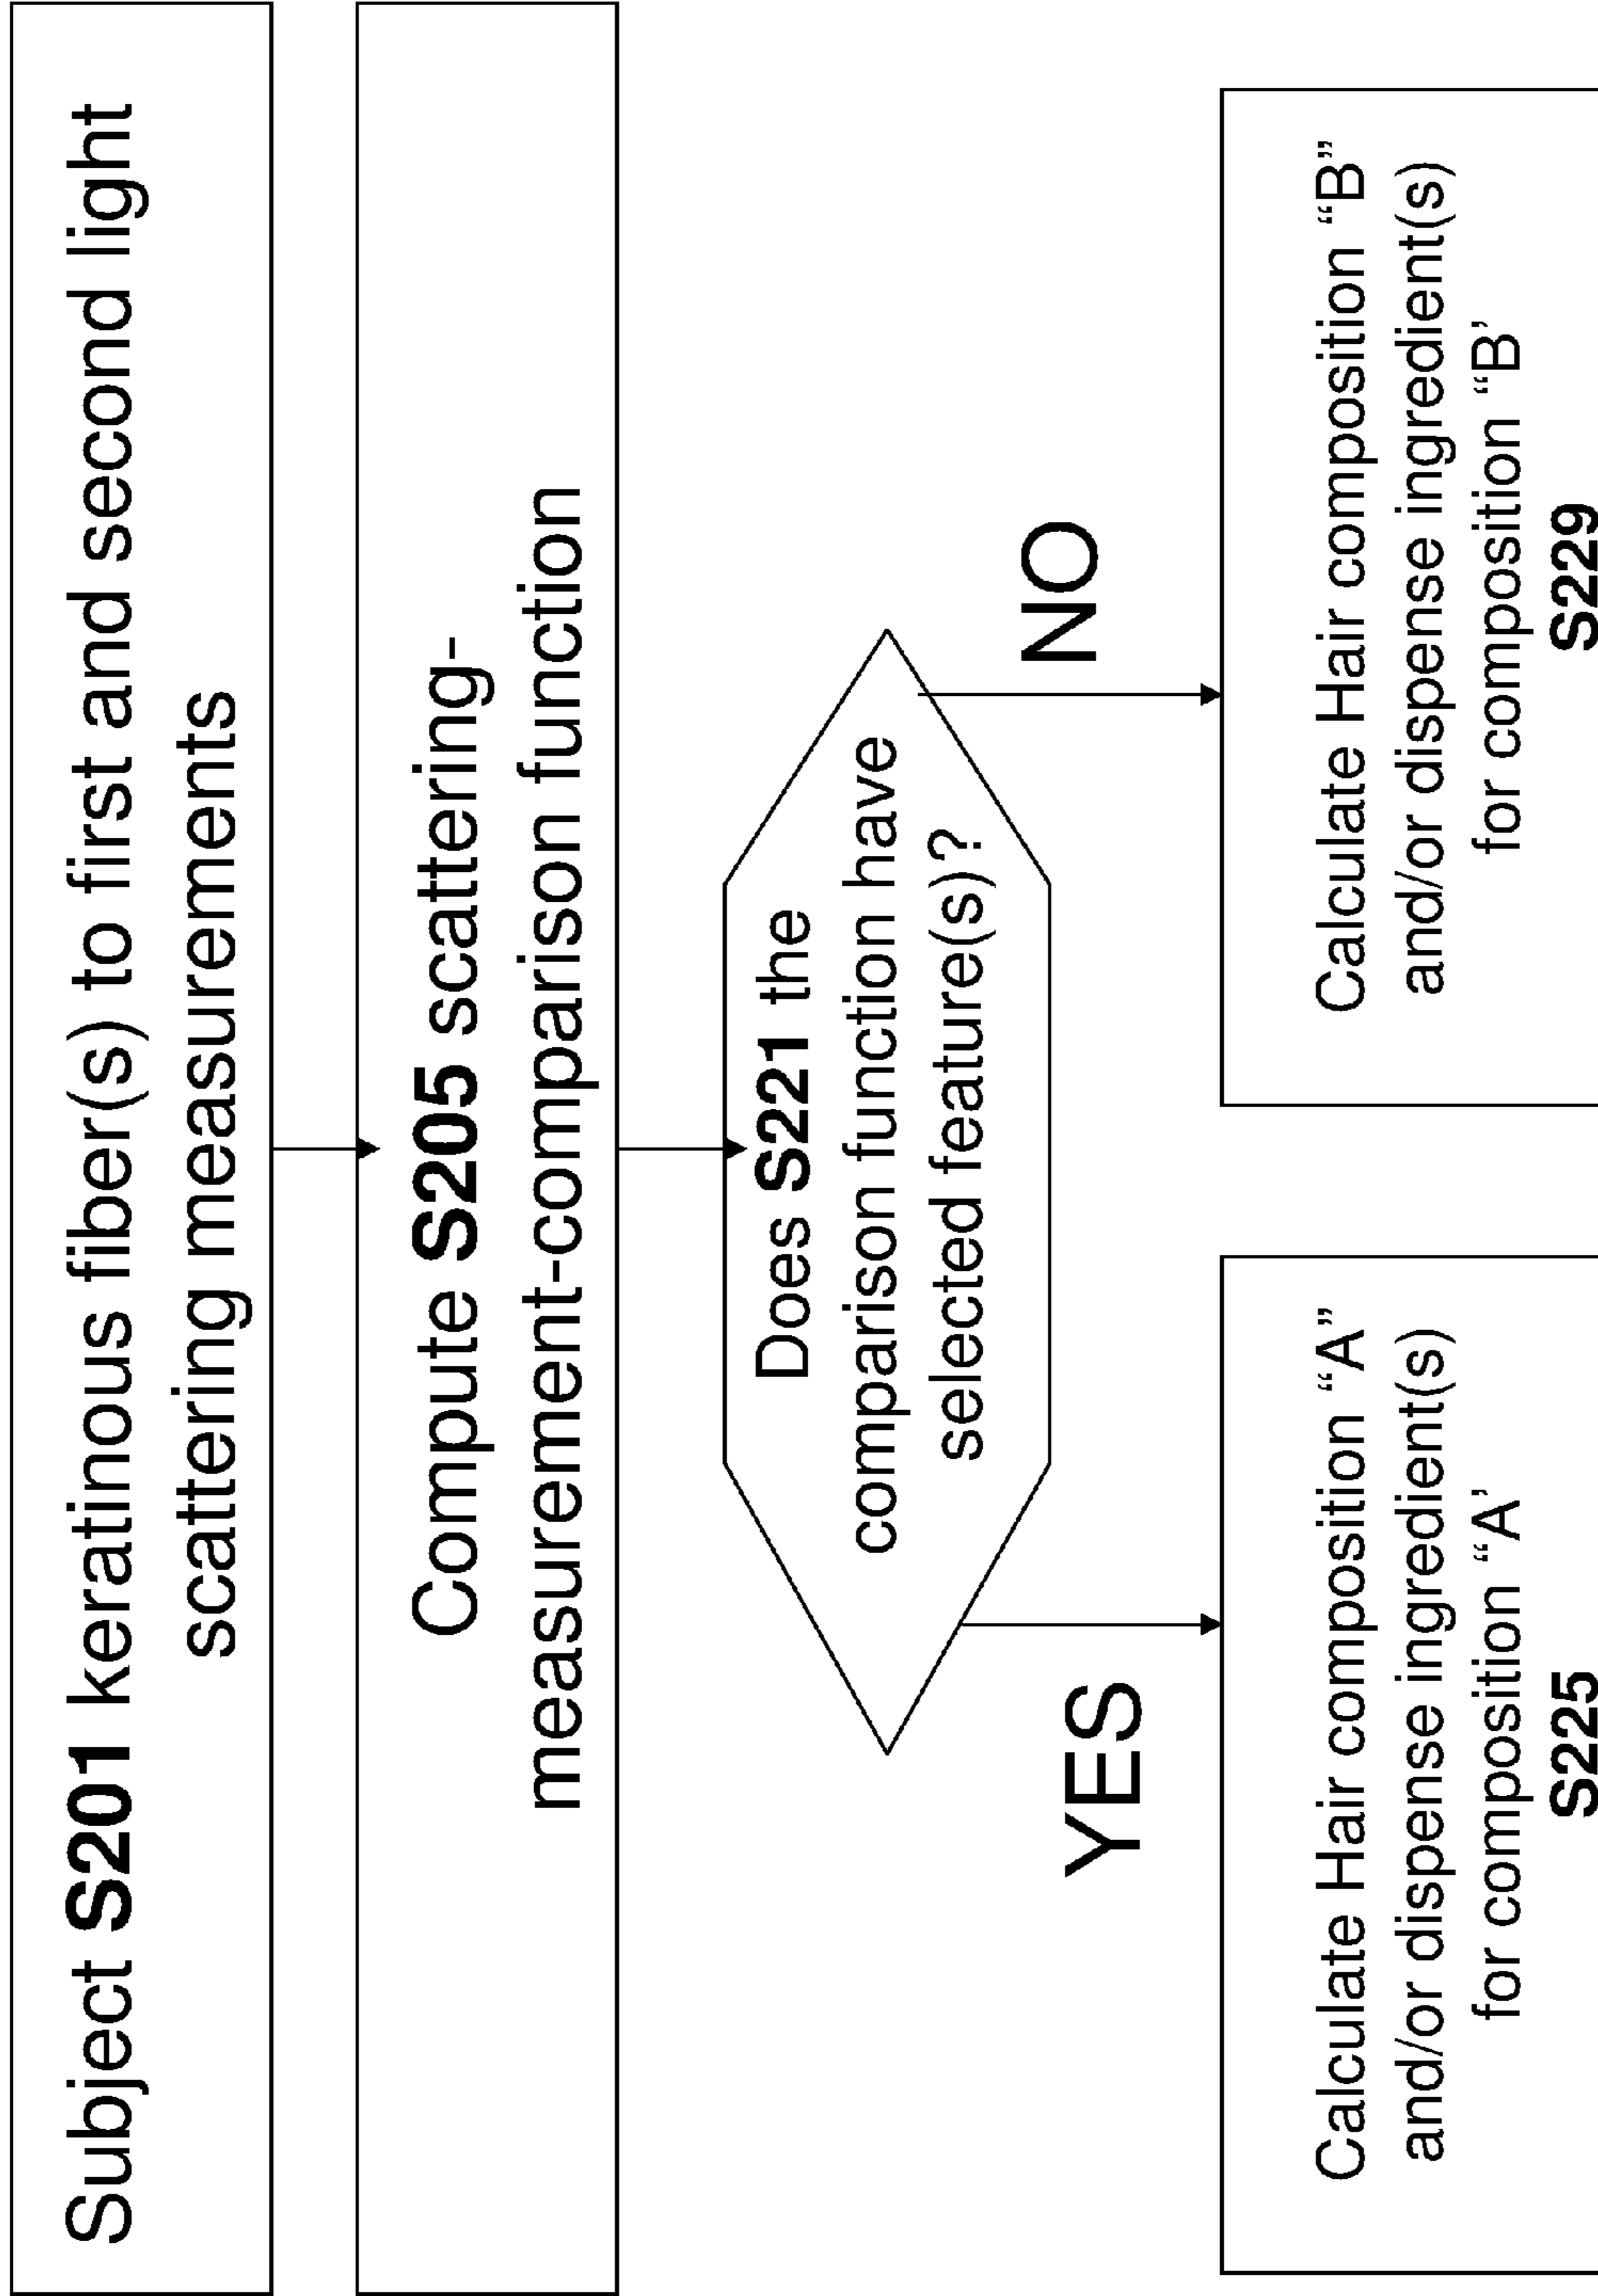 Subject S201 keratinous fiber(s) to first and second light
scattering measurements
Compute S205 scattering-
measurement-comparison function
Does S221 the
comparison function have
selected feature(s)?
YES
NO
Calculate Hair composition “A”
and/or dispense ingredient(s)
for composition “A’
S225
Calculate Hair composition “B”
and/or dispense ingredient(s)
for composition “B’
S229